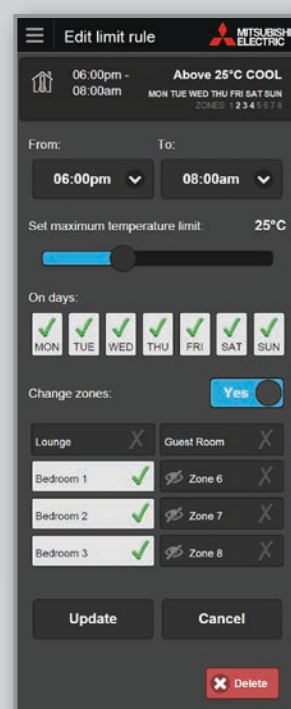 Edit limit rule
MITSUBISHI
ELECTRIC
06:00pm -
08:00am
Above 25°C COOL
MON TUE WED THU FRI SAT SUN
ZONES: 1 2 3 4 5 6 7 8
From:
To:
06:00pm
08:00am
Set maximum temperature limit:
25°C
On days:
MON TUE WED THU FRI SAT SUN
Change zones:
Yes
Lounge
Guest Room
Bedroom 1
Zone 6
Bedroom 2
Zone 7
Bedroom 3
Zone 8
Update
Cancel
Delete